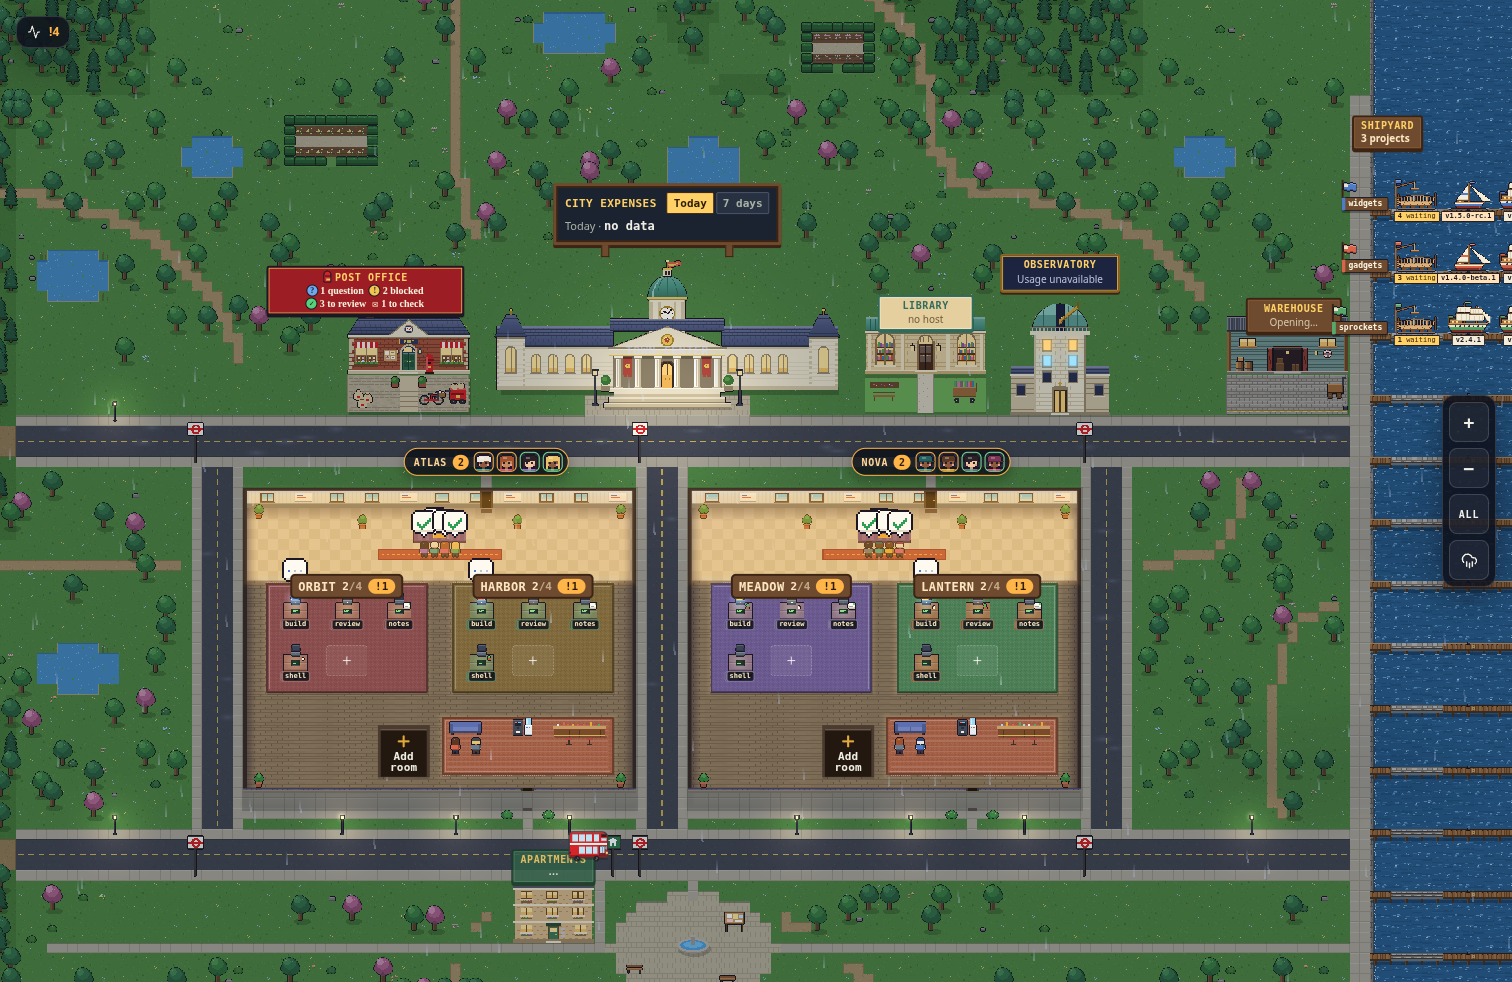 !4
SHIPYARD
3 projects
CITY EXPENSES Today 7 days
Today · no data
widgets
4 waiting v1.5.0-rc.1
gadgets
3 waiting v1.4.0-beta.1
sprockets
1 waiting v2.4.1
POST OFFICE
? 1 question ! 2 blocked
✓ 3 to review ✉ 1 to check
OBSERVATORY
Usage unavailable
LIBRARY
no host
WAREHOUSE
Opening...
+
−
ALL
ATLAS 2
NOVA 2
ORBIT 2/4 !1
HARBOR 2/4 !1
MEADOW 2/4 !1
LANTERN 2/4 !1
build review notes
build review notes
build review notes
build review notes
shell +
shell +
shell +
shell +
+
Add
room
+
Add
room
APARTMENTS
...